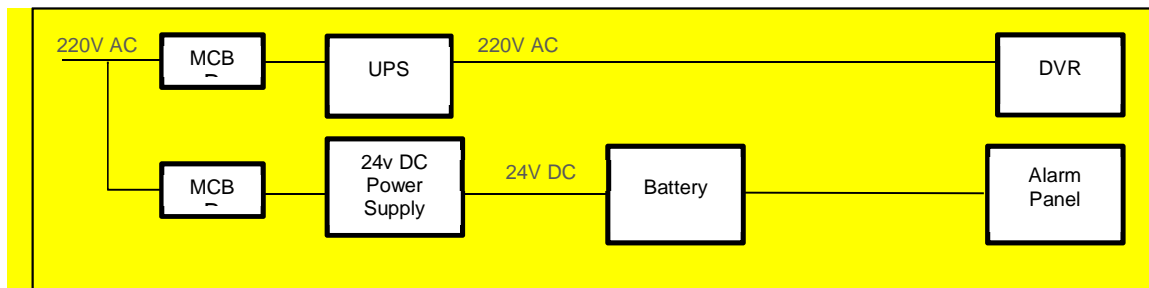 220V AC
MCB
UPS
220V AC
DVR
MCB
24v DC
Power
Supply
24V DC
Battery
Alarm
Panel